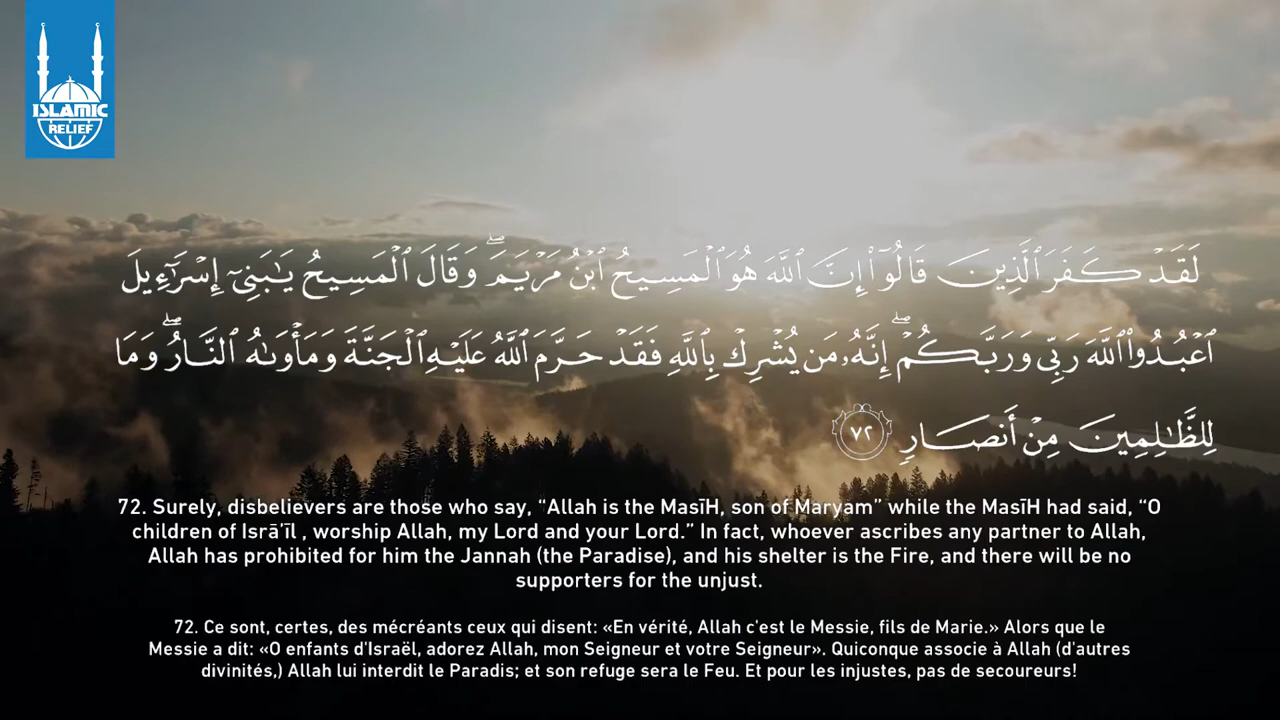 ISLAMIC
RELIEF
لَقَدْ كَفَرَ ٱلَّذِينَ قَالُوٓا۟ إِنَّ ٱللَّهَ هُوَ ٱلْمَسِيحُ ٱبْنُ مَرْيَمَ ۖ وَقَالَ ٱلْمَسِيحُ يَـٰبَنِىٓ إِسْرَٰٓءِيلَ
ٱعْبُدُوا۟ ٱللَّهَ رَبِّى وَرَبَّكُمْ ۖ إِنَّهُۥ مَن يُشْرِكْ بِٱللَّهِ فَقَدْ حَرَّمَ ٱللَّهُ عَلَيْهِ ٱلْجَنَّةَ وَمَأْوَىٰهُ ٱلنَّارُ ۖ وَمَا
لِلظَّـٰلِمِينَ مِنْ أَنصَارٍ ٧٢
72. Surely, disbelievers are those who say, “Allah is the MasīH, son of Maryam” while the MasīH had said, “O
children of Isrā’īl , worship Allah, my Lord and your Lord.” In fact, whoever ascribes any partner to Allah,
Allah has prohibited for him the Jannah (the Paradise), and his shelter is the Fire, and there will be no
supporters for the unjust.
72. Ce sont, certes, des mécréants ceux qui disent: «En vérité, Allah c'est le Messie, fils de Marie.» Alors que le
Messie a dit: «O enfants d'Israël, adorez Allah, mon Seigneur et votre Seigneur». Quiconque associe à Allah (d'autres
divinités,) Allah lui interdit le Paradis; et son refuge sera le Feu. Et pour les injustes, pas de secoureurs!